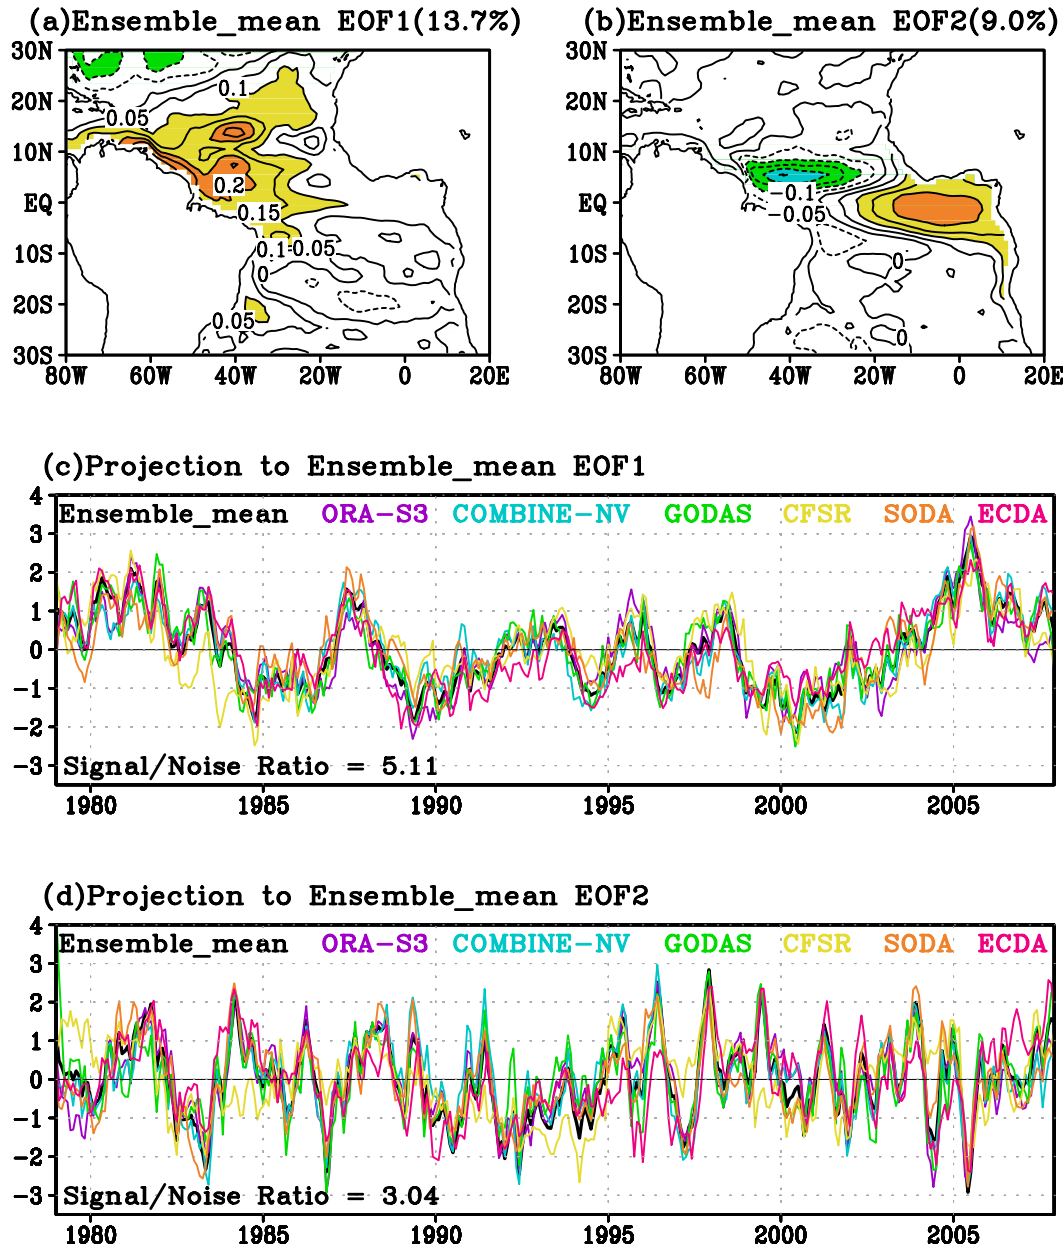 (a)Ensemble_mean EOF1(13.7%)
(b)Ensemble_mean EOF2(9.0%)
30N
20N
10N
EQ
10S
20S
30S
80W 60W 40W 20W 0 20E
0.1
0.05
0.2
0.15
0.1
0.05
0
0.05
30N
20N
10N
EQ
10S
20S
30S
80W 60W 40W 20W 0 20E
-0.1
-0.05
0
0
(c)Projection to Ensemble_mean EOF1
4
3
2
1
0
-1
-2
-3
Ensemble_mean ORA-S3 COMBINE-NV GODAS CFSR SODA ECDA
Signal/Noise Ratio = 5.11
1980 1985 1990 1995 2000 2005
(d)Projection to Ensemble_mean EOF2
4
3
2
1
0
-1
-2
-3
Ensemble_mean ORA-S3 COMBINE-NV GODAS CFSR SODA ECDA
Signal/Noise Ratio = 3.04
1980 1985 1990 1995 2000 2005